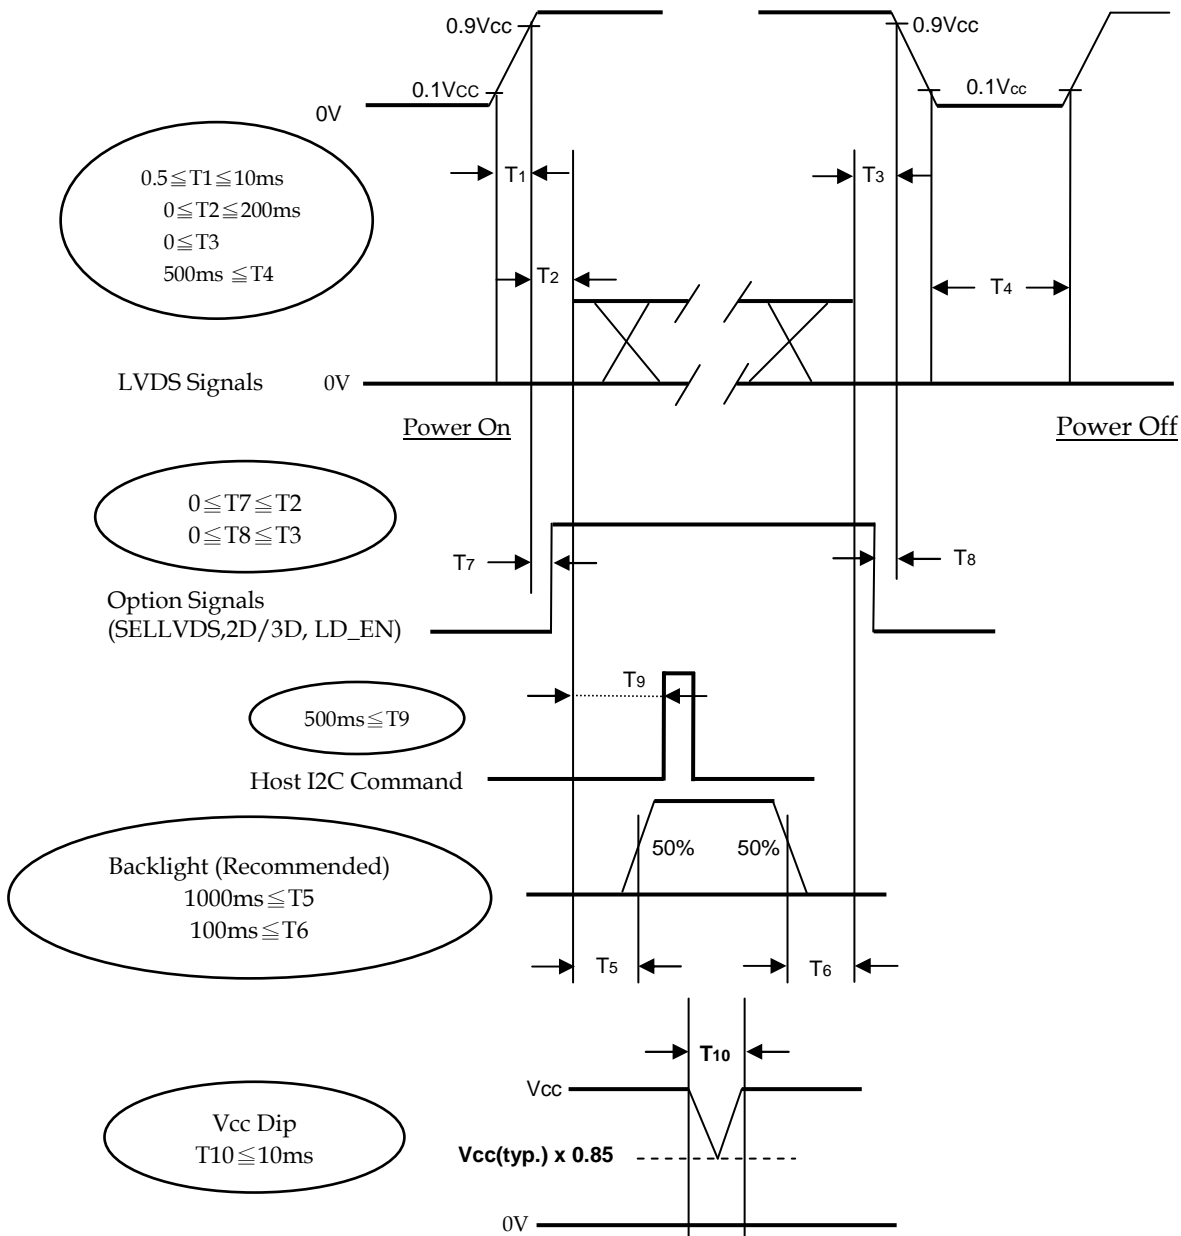 0.9Vcc
0.9Vcc
0.1Vcc
0.1Vcc
0V
0.5≦T1≦10ms
0≦T2≦200ms
0≦T3
500ms ≦T4
T1
T3
T2
T4
LVDS Signals
0V
Power On
Power Off
0≦T7≦T2
0≦T8≦T3
T7
T8
Option Signals
(SELLVDS,2D/3D, LD_EN)
T9
500ms≦T9
Host I2C Command
50%
50%
Backlight (Recommended)
1000ms≦T5
100ms≦T6
T5
T6
T10
Vcc
Vcc Dip
T10≦10ms
Vcc(typ.) x 0.85
0V